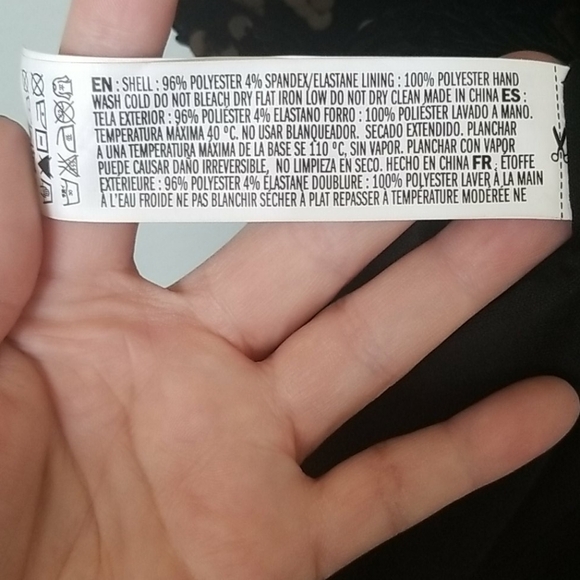 EN : SHELL : 96% POLYESTER 4% SPANDEX/ELASTANE LINING : 100% POLYESTER HAND
WASH COLD DO NOT BLEACH DRY FLAT IRON LOW DO NOT DRY CLEAN MADE IN CHINA ES :
TELA EXTERIOR : 96% POLIÉSTER 4% ELASTANO FORRO : 100% POLIÉSTER LAVADO A MANO.
TEMPERATURA MÁXIMA 40 ºC. NO USAR BLANQUEADOR. SECADO EXTENDIDO. PLANCHAR
A UNA TEMPERATURA MÁXIMA DE LA BASE SE 110 ºC, SIN VAPOR. PLANCHAR CON VAPOR
PUEDE CAUSAR DAÑO IRREVERSIBLE, NO LIMPIEZA EN SECO. HECHO EN CHINA FR . ÉTOFFE
EXTÉRIEURE : 96% POLYESTER 4% ÉLASTANE DOUBLURE : 100% POLYESTER LAVER À LA MAIN
À L'EAU FROIDE NE PAS BLANCHIR SÉCHER À PLAT REPASSER À TEMPÉRATURE MODÉRÉE NE